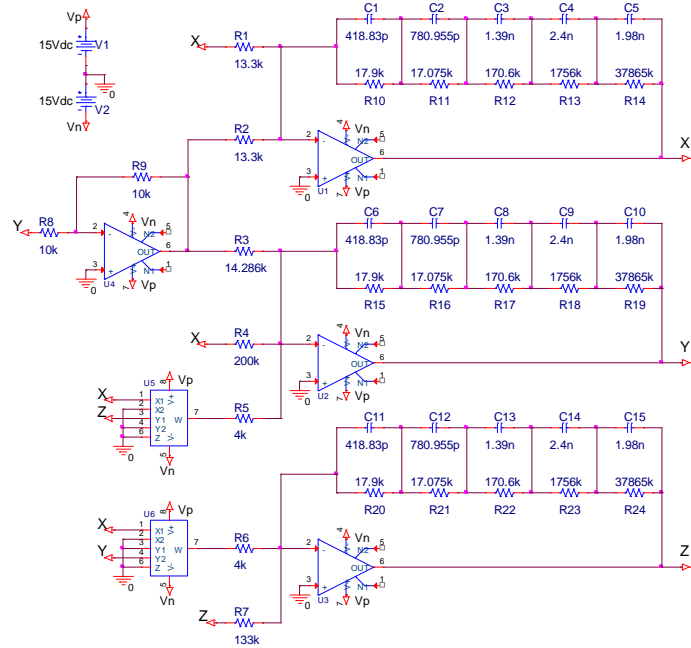 Vp
15Vdc V1
0
15Vdc V2
Vn
X R1 13.3k
C1 C2 C3 C4 C5
418.83p 780.955p 1.39n 2.4n 1.98n
17.9k 17.075k 170.6k 1756k 37865k
R10 R11 R12 R13 R14
R2
13.3k
4 Vn 5
2 - V- N2
OUT 6 X
3 + V+ N1 1
0 U1 7 Vp
R9
10k
Y R8
10k
4 Vn 5
2 - V- N2
OUT 6
3 + V+ N1 1
0 U4 7 Vp
R3
14.286k
C6 C7 C8 C9 C10
418.83p 780.955p 1.39n 2.4n 1.98n
17.9k 17.075k 170.6k 1756k 37865k
R15 R16 R17 R18 R19
X R4
200k
4 Vn 5
2 - V- N2
OUT 6 Y
3 + V+ N1 1
0 U2 7 Vp
U5 8 Vp
X 1 X1 V+
2 X2
Z 3 Y1 W 7
4 Y2
6 Z V-
0 5 Vn
R5
4k
C11 C12 C13 C14 C15
418.83p 780.955p 1.39n 2.4n 1.98n
17.9k 17.075k 170.6k 1756k 37865k
R20 R21 R22 R23 R24
U6 8 Vp
X 1 X1 V+
2 X2
3 Y1 W 7
Y 4 Y2
6 Z V-
0 5 Vn
R6
4k
4 Vn 5
2 - V- N2
OUT 6 Z
3 + V+ N1 1
0 U3 7 Vp
Z R7
133k